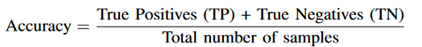 Accuracy = True Positives (TP) + True Negatives (TN)
Total number of samples